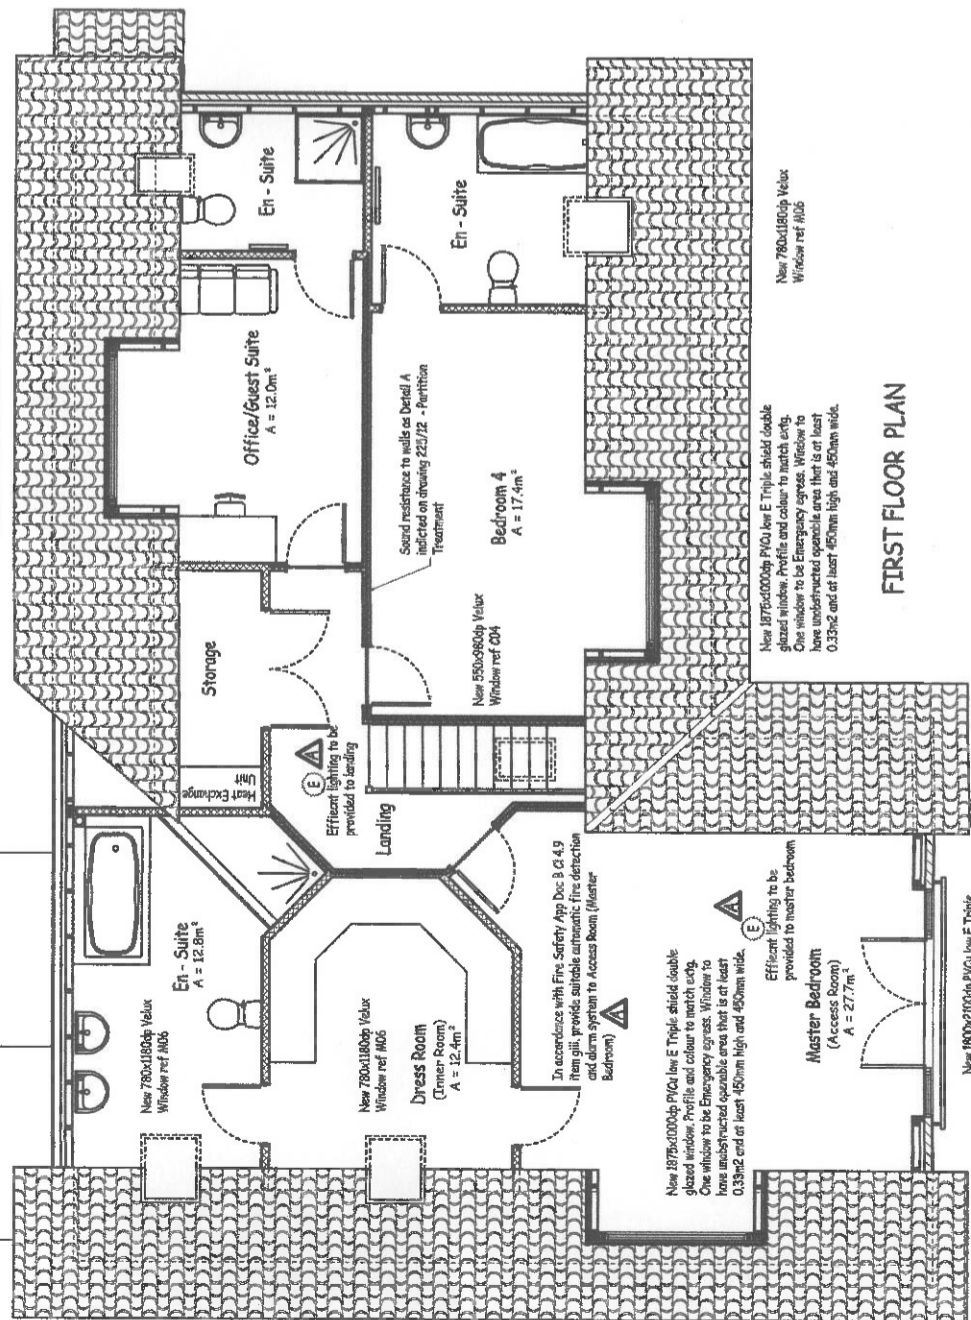 En - Suite
En - Suite
Office/Guest Suite
A = 12.0m²
Sound resistance to walls as Detail A
indicted on drawing 225/12 - Partition
Treatment
Bedroom 4
A = 17.4m²
New 780x1180dp Velux
Window ref M06
New 550x980dp Velux
Window ref C04
New 1875x1000dp PVCu low E Triple shield double
glazed window. Profile and colour to match extg.
One window to be Emergency egress. Window to
have unobstructed openable area that is at least
0.33m2 and at least 450mm high and 450mm wide.
FIRST FLOOR PLAN
Storage
Heat Exchange
Unit
A
E
Effiecnt lighting to be
provided to landing
Landing
En - Suite
A = 12.8m²
New 780x1180dp Velux
Window ref M06
New 780x1180dp Velux
Window ref M06
Dress Room
(Inner Room)
A = 12.4m²
In accordance with Fire Safety App Doc B Cl 4.9
item giii, provide suitable automatic fire detection
and alarm system to Access Room (Master
Bedroom)
A
New 1875x1000dp PVCu low E Triple shield double
glazed window. Profile and colour to match extg.
One window to be Emergency egress. Window to
have unobstructed openable area that is at least
0.33m2 and at least 450mm high and 450mm wide.
A
E
Effiecnt lighting to be
provided to master bedroom
Master Bedroom
(Access Room)
A = 27.7m²
New 1800x2100dp PVCu low E Triple